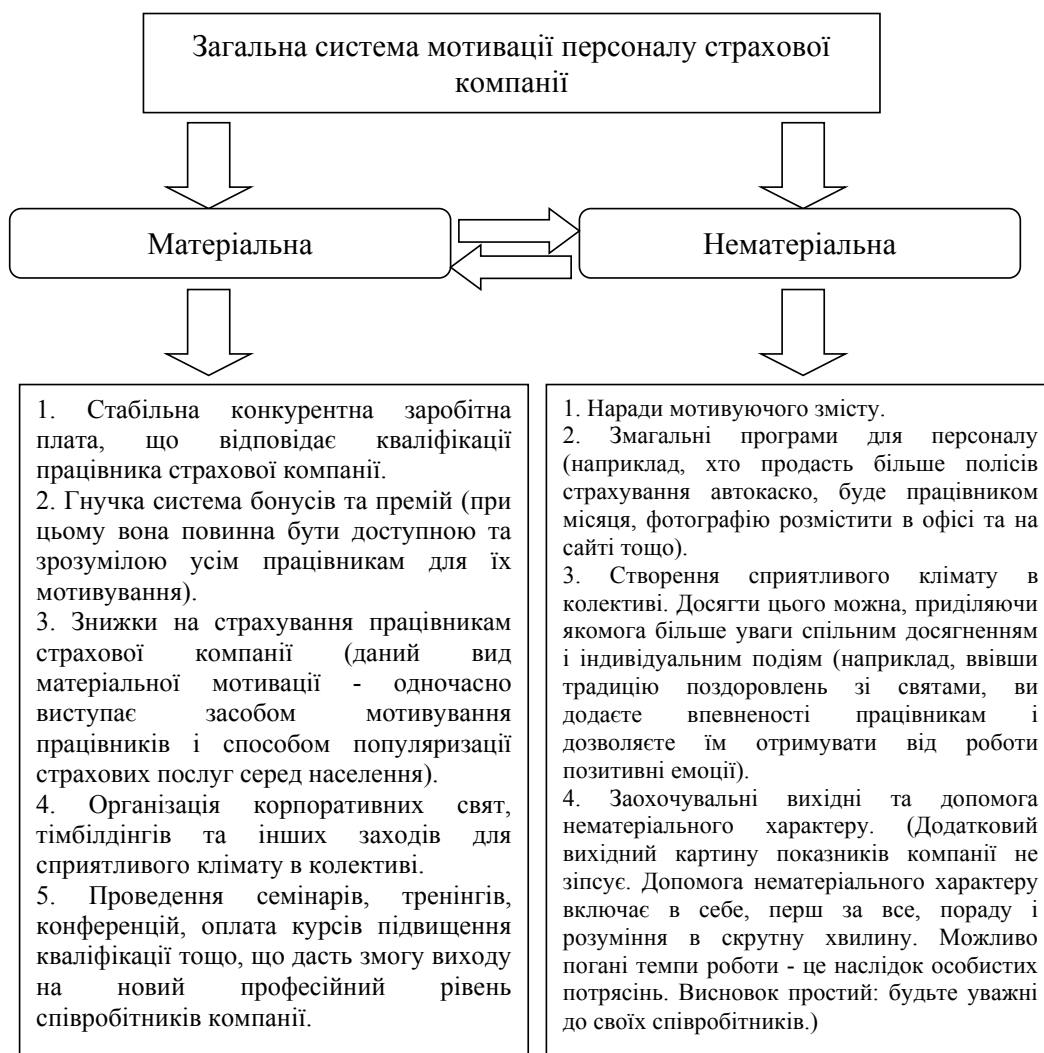 Загальна система мотивації персоналу страхової
компанії
Матеріальна
Нематеріальна
1. Стабільна конкурентна заробітна
плата, що відповідає кваліфікації
працівника страхової компанії.
2. Гнучка система бонусів та премій (при
цьому вона повинна бути доступною та
зрозумілою усім працівникам для їх
мотивування).
3. Знижки на страхування працівникам
страхової компанії (даний вид
матеріальної мотивації - одночасно
виступає засобом мотивування
працівників і способом популяризації
страхових послуг серед населення).
4. Організація корпоративних свят,
тімбілдінгів та інших заходів для
сприятливого клімату в колективі.
5. Проведення семінарів, тренінгів,
конференцій, оплата курсів підвищення
кваліфікації тощо, що дасть змогу виходу
на новий професійний рівень
співробітників компанії.
1. Наради мотивуючого змісту.
2. Змагальні програми для персоналу
(наприклад, хто продасть більше полісів
страхування автокаско, буде працівником
місяця, фотографію розмістити в офісі та на
сайті тощо).
3. Створення сприятливого клімату в
колективі. Досягти цього можна, приділяючи
якомога більше уваги спільним досягненням
і індивідуальним подіям (наприклад, ввівши
традицію поздоровлень зі святами, ви
додаєте впевненості працівникам і
дозволяєте їм отримувати від роботи
позитивні емоції).
4. Заохочувальні вихідні та допомога
нематеріального характеру. (Додатковий
вихідний картину показників компанії не
зіпсує. Допомога нематеріального характеру
включає в себе, перш за все, пораду і
розуміння в скрутну хвилину. Можливо
погані темпи роботи - це наслідок особистих
потрясінь. Висновок простий: будьте уважні
до своїх співробітників.)